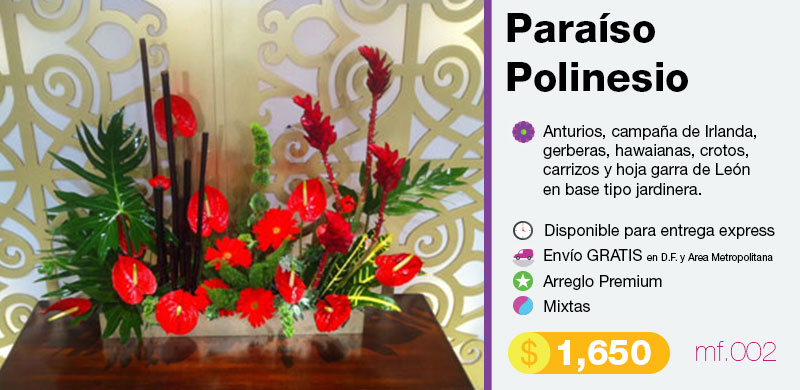 Paraíso
Polinesio
Anturios, campaña de Irlanda,
gerberas, hawaianas, crotos,
carrizos y hoja garra de León
en base tipo jardinera.
Disponible para entrega express
Envío GRATIS en D.F. y Area Metropolitana
Arreglo Premium
Mixtas
$ 1,650
mf.002